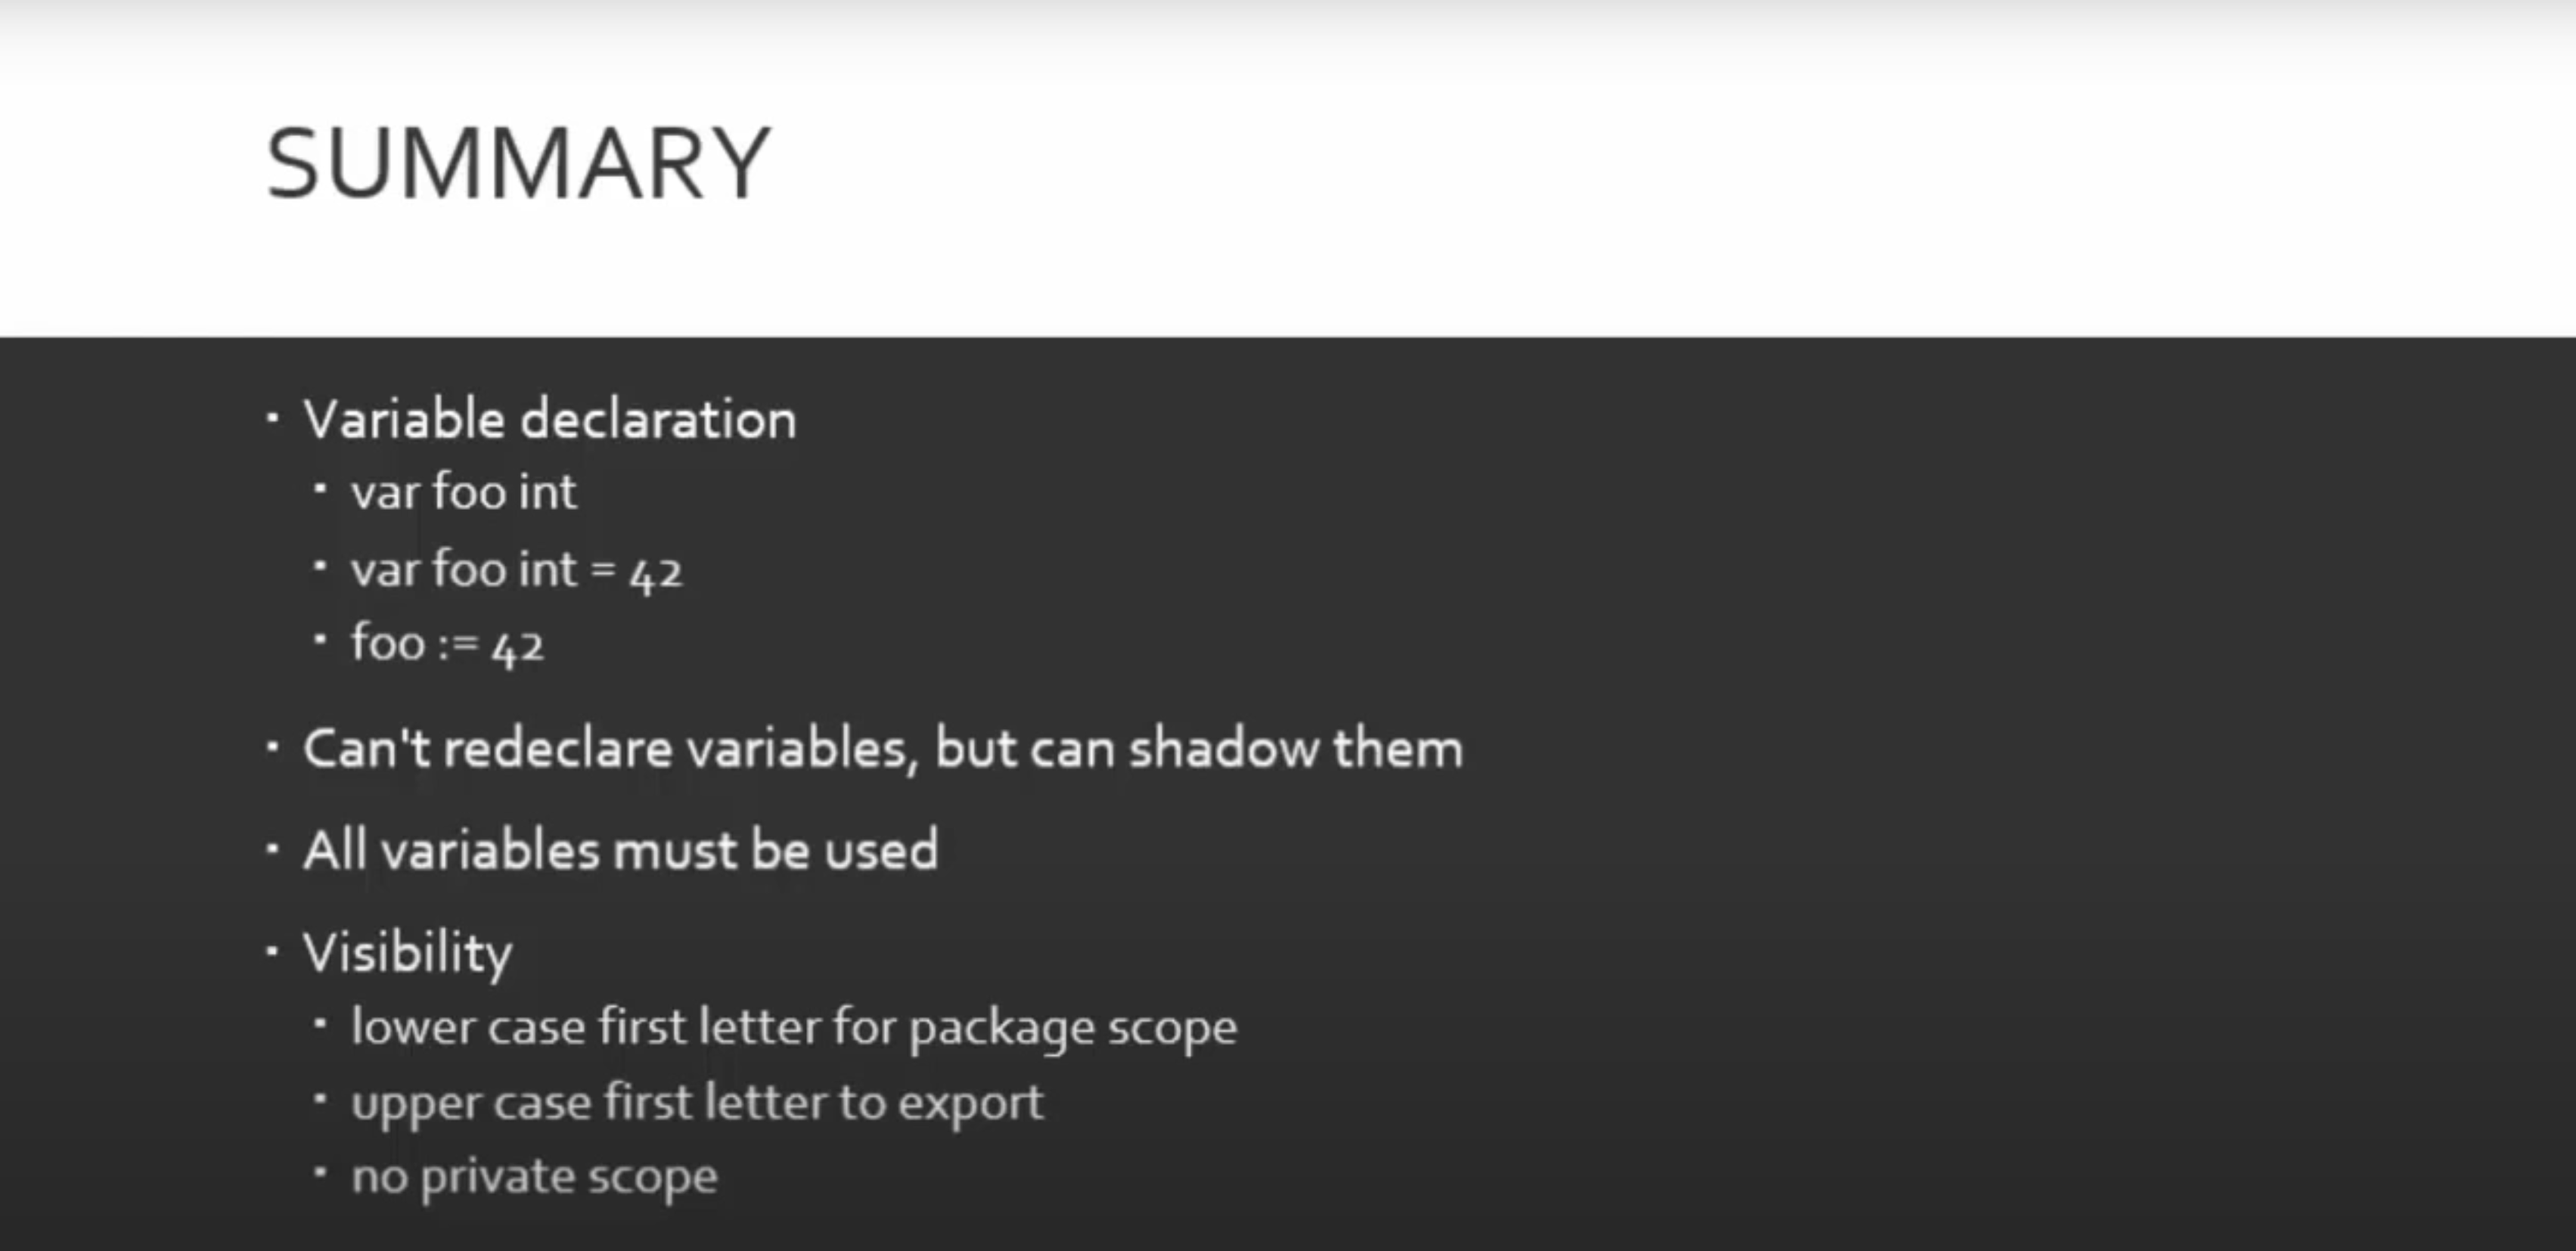 SUMMARY
▪ Variable declaration
▪ var foo int
▪ var foo int = 42
▪ foo := 42
▪ Can't redeclare variables, but can shadow them
▪ All variables must be used
▪ Visibility
▪ lower case first letter for package scope
▪ upper case first letter to export
▪ no private scope